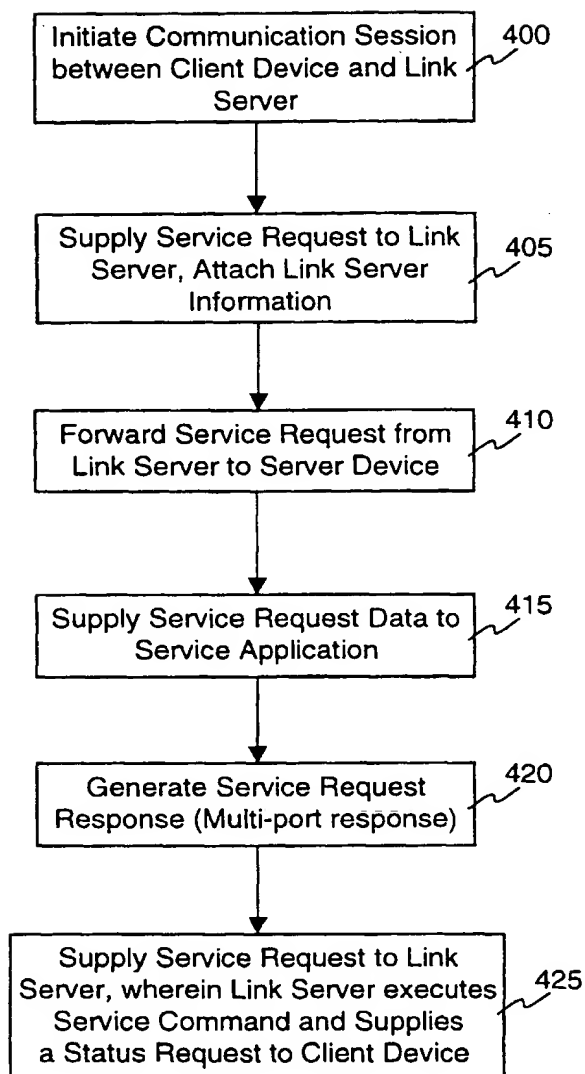 Initiate Communication Session
between Client Device and Link
Server
400
Supply Service Request to Link
Server, Attach Link Server
Information
405
Forward Service Request from
Link Server to Server Device
410
Supply Service Request Data to
Service Application
415
Generate Service Request
Response (Multi-port response)
420
Supply Service Request to Link
Server, wherein Link Server executes
Service Command and Supplies
a Status Request to Client Device
425